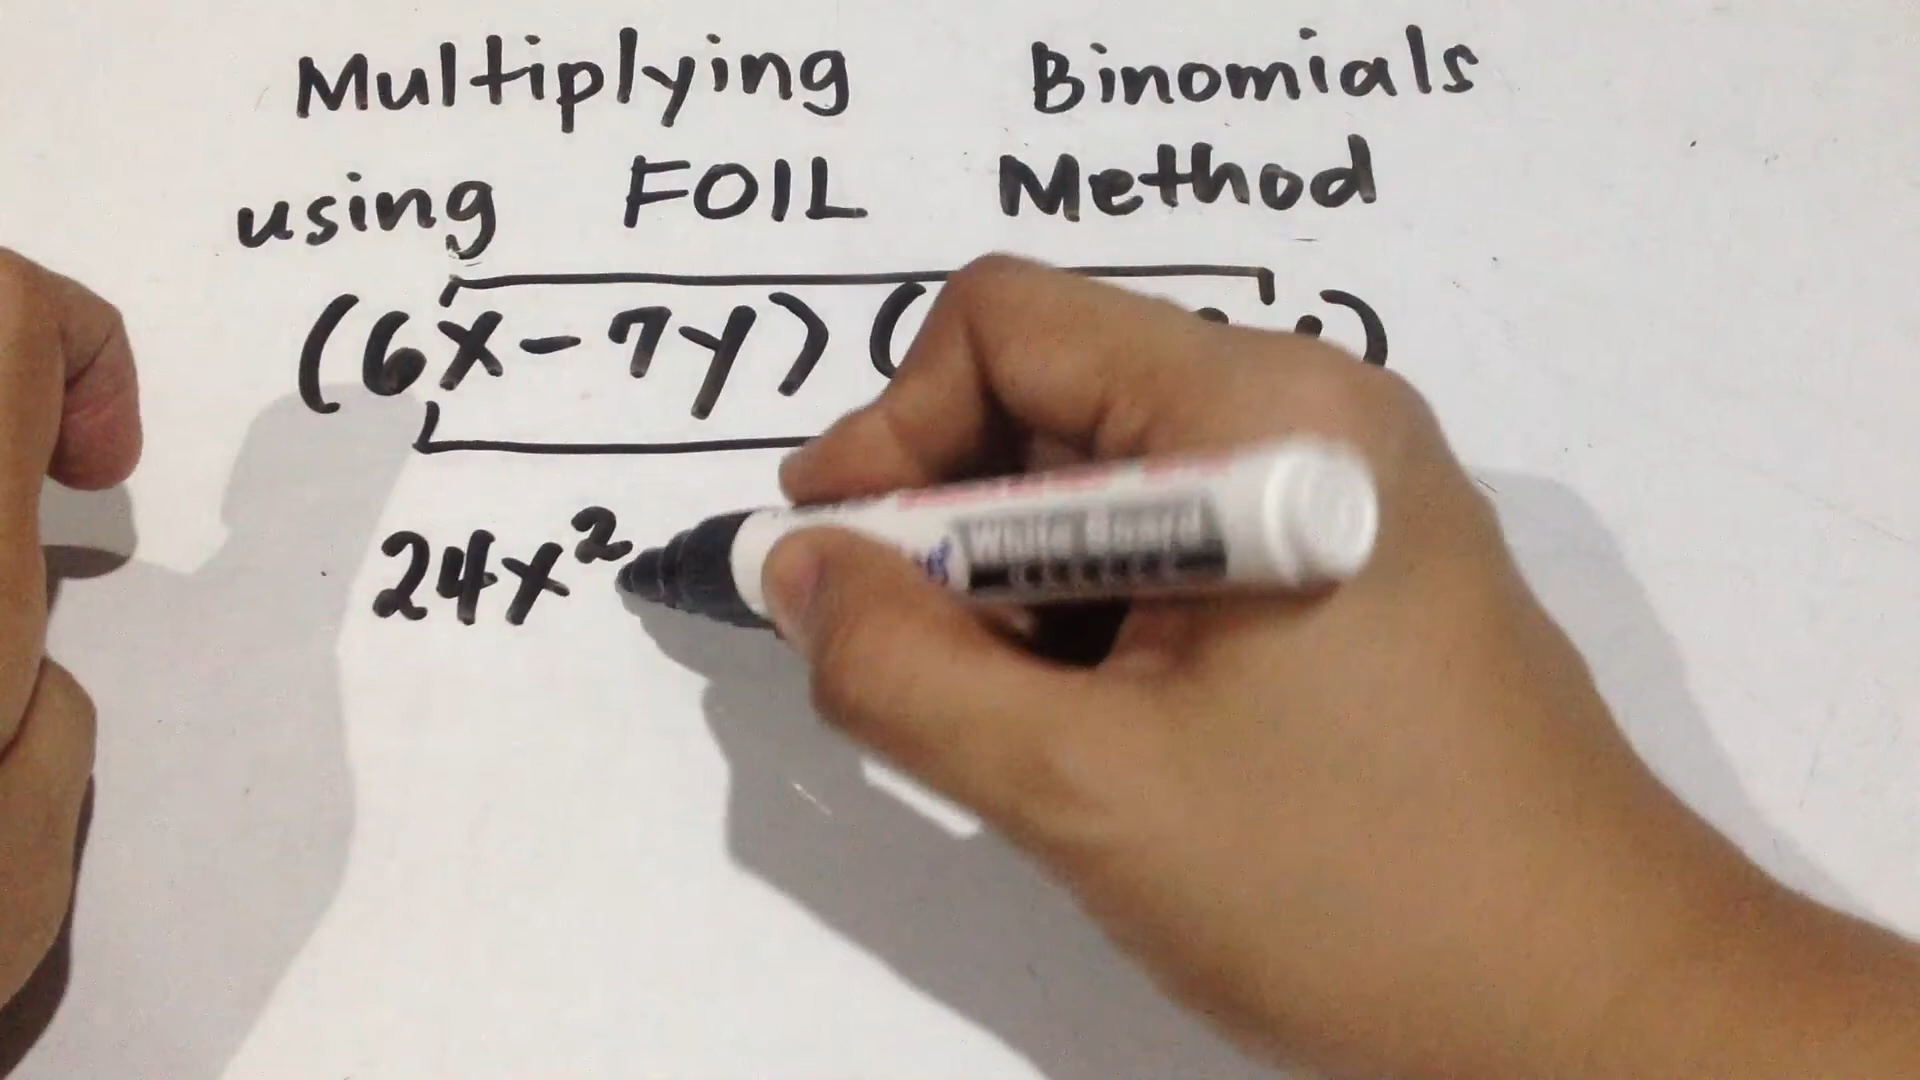 Multiplying Binomials
using FOIL Method
(6x-7y) ( )
24x²
White Board